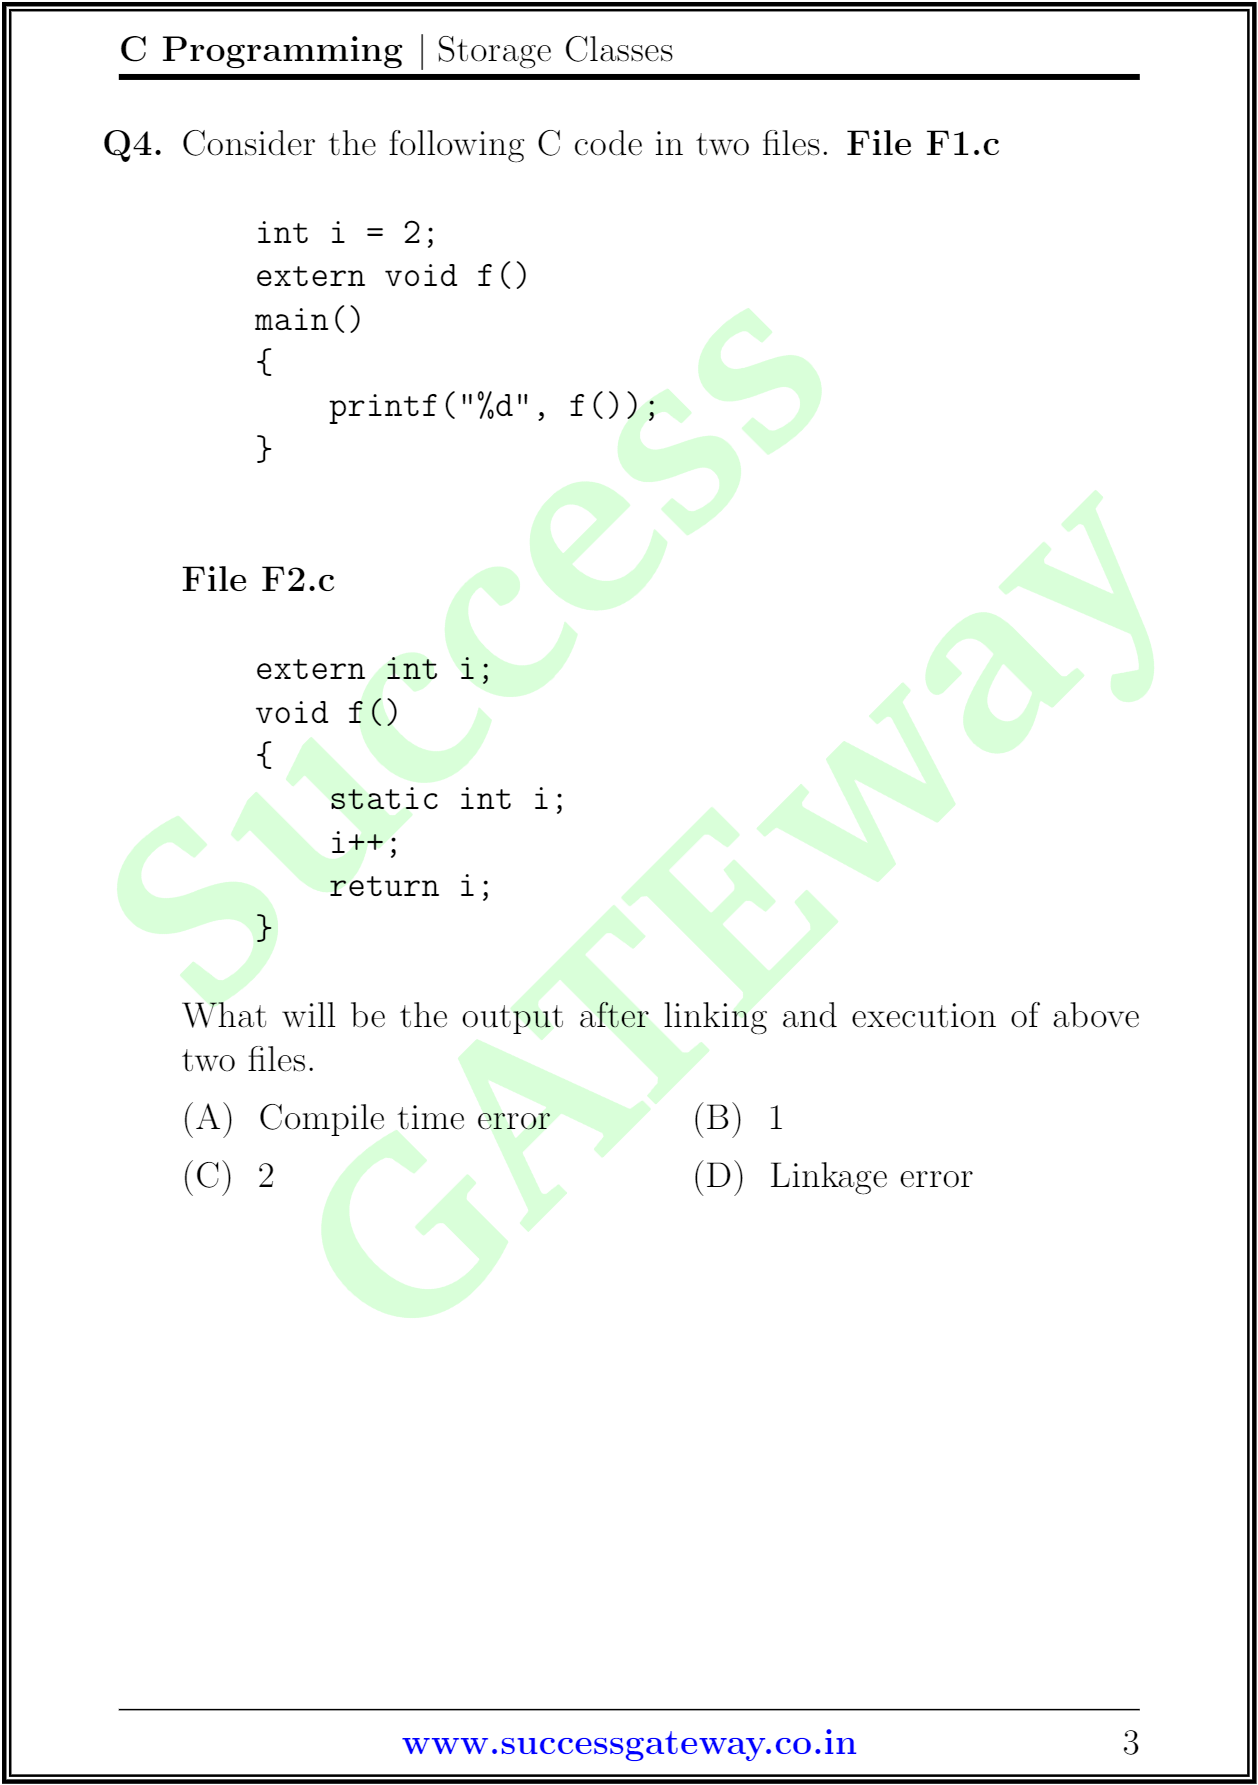 C Programming | Storage Classes
Q4. Consider the following C code in two files. File F1.c
int i = 2;
extern void f()
main()
{
    printf("%d", f());
}
File F2.c
extern int i;
void f()
{
    static int i;
    i++;
    return i;
}
What will be the output after linking and execution of above
two files.
(A) Compile time error (B) 1
(C) 2 (D) Linkage error
Success
GATEway
www.successgateway.co.in 3